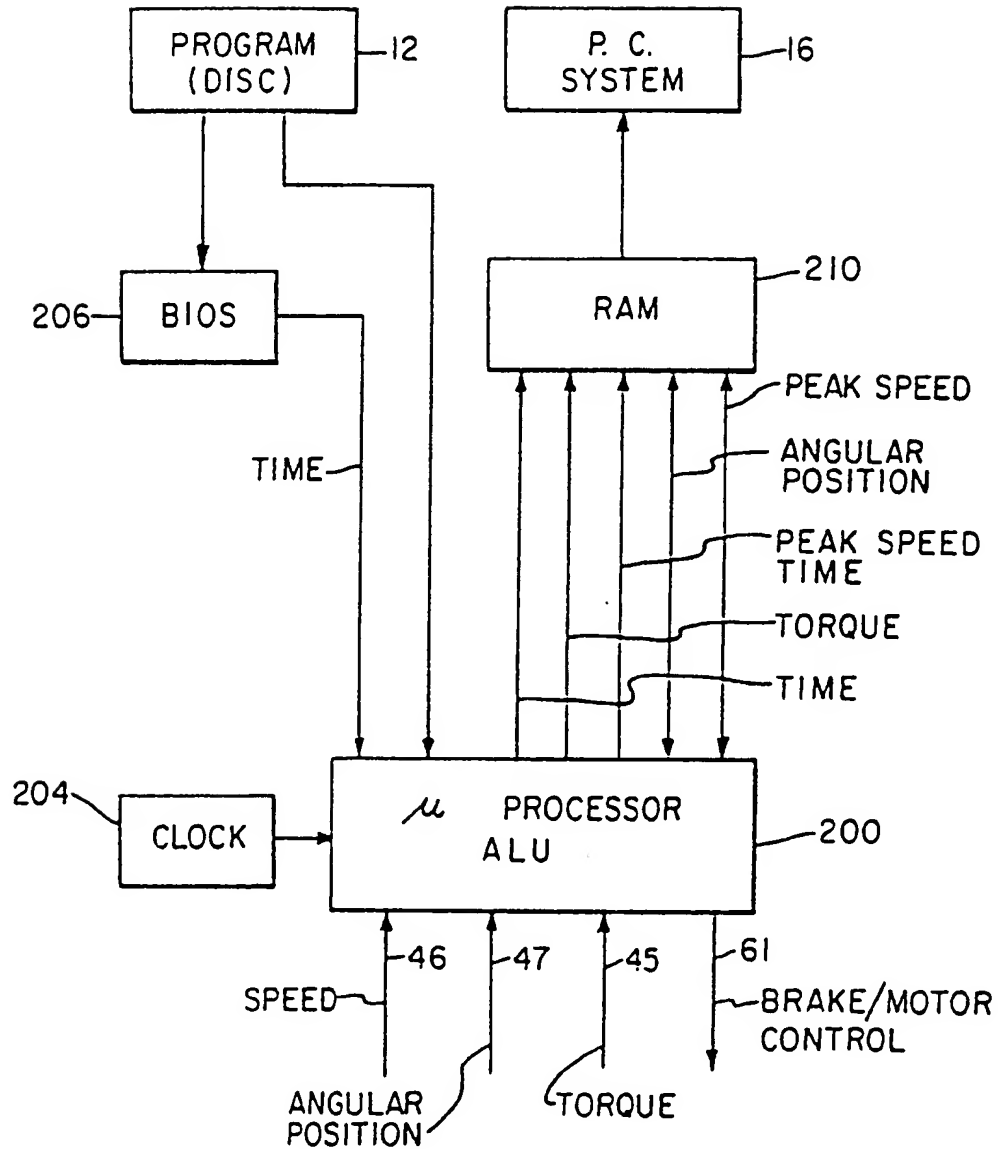 PROGRAM
(DISC)
12
P. C.
SYSTEM
16
206
BIOS
RAM
210
TIME
PEAK SPEED
ANGULAR
POSITION
PEAK SPEED
TIME
TORQUE
TIME
204
CLOCK
μ PROCESSOR
ALU
200
46
47
45
61
SPEED
BRAKE/MOTOR
CONTROL
ANGULAR
POSITION
TORQUE